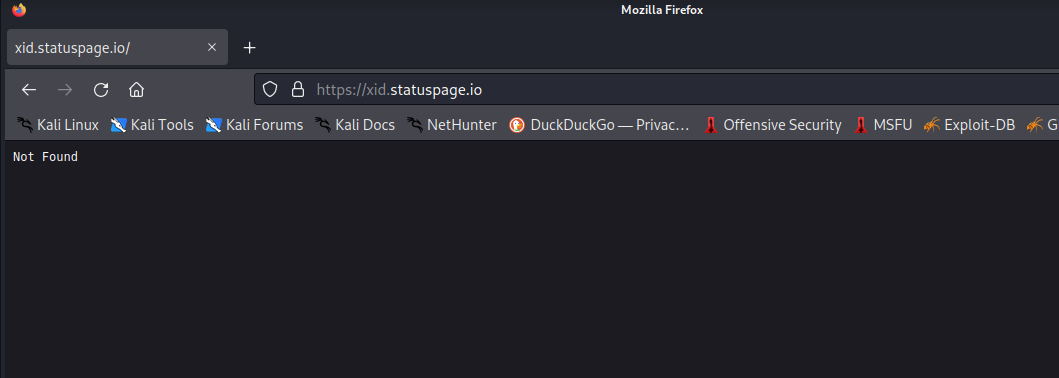 Mozilla Firefox
xid.statuspage.io/
https://xid.statuspage.io
Kali Linux Kali Tools Kali Forums Kali Docs NetHunter DuckDuckGo — Privac… Offensive Security MSFU Exploit-DB G
Not Found